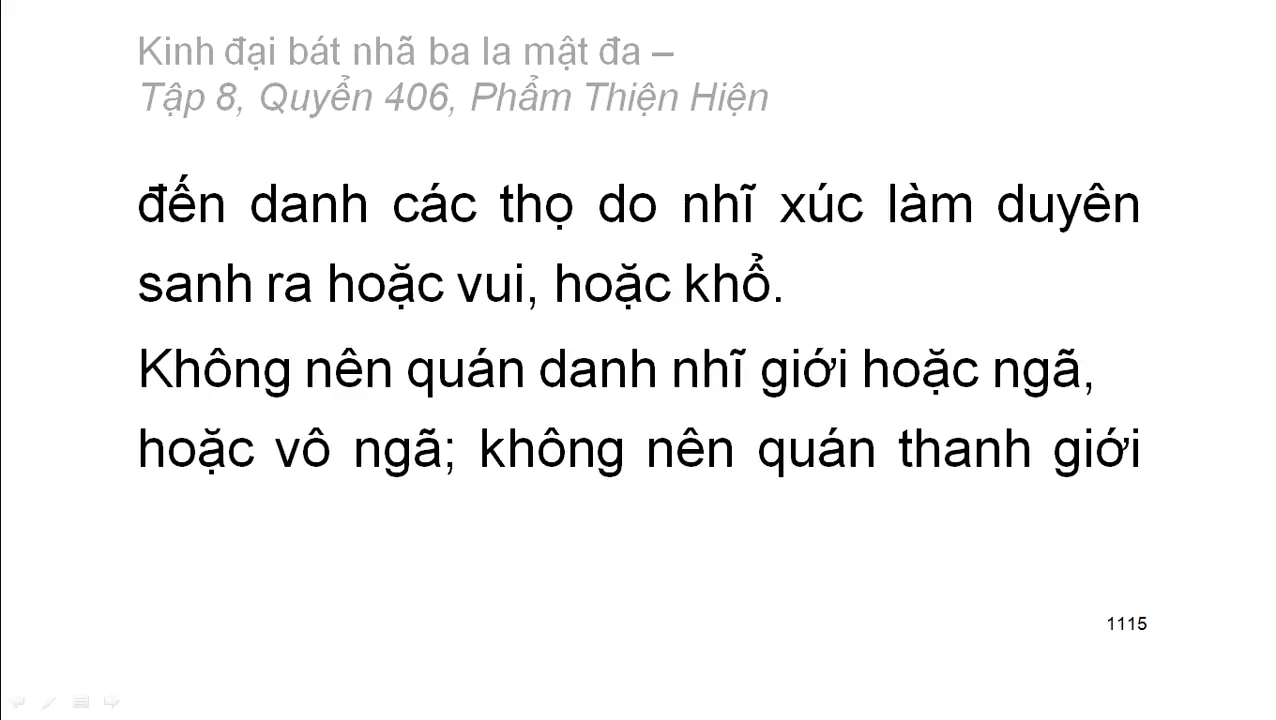 Kinh đại bát nhã ba la mật đa –
Tập 8, Quyển 406, Phẩm Thiện Hiện
đến danh các thọ do nhĩ xúc làm duyên
sanh ra hoặc vui, hoặc khổ.
Không nên quán danh nhĩ giới hoặc ngã,
hoặc vô ngã; không nên quán thanh giới
1115